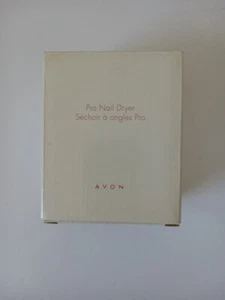 Pro Nail Dryer
Séchoir à ongles Pro
AVON